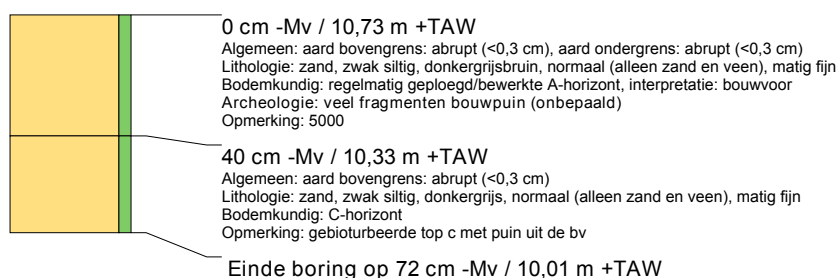 0 cm -Mv / 10,73 m +TAW
Algemeen: aard bovengrens: abrupt (<0,3 cm), aard ondergrens: abrupt (<0,3 cm)
Lithologie: zand, zwak siltig, donkergrijsbruin, normaal (alleen zand en veen), matig fijn
Bodemkundig: regelmatig geploegd/bewerkte A-horizont, interpretatie: bouwvoor
Archeologie: veel fragmenten bouwpuin (onbepaald)
Opmerking: 5000
40 cm -Mv / 10,33 m +TAW
Algemeen: aard bovengrens: abrupt (<0,3 cm)
Lithologie: zand, zwak siltig, donkergrijs, normaal (alleen zand en veen), matig fijn
Bodemkundig: C-horizont
Opmerking: gebioturbeerde top c met puin uit de bv
Einde boring op 72 cm -Mv / 10,01 m +TAW